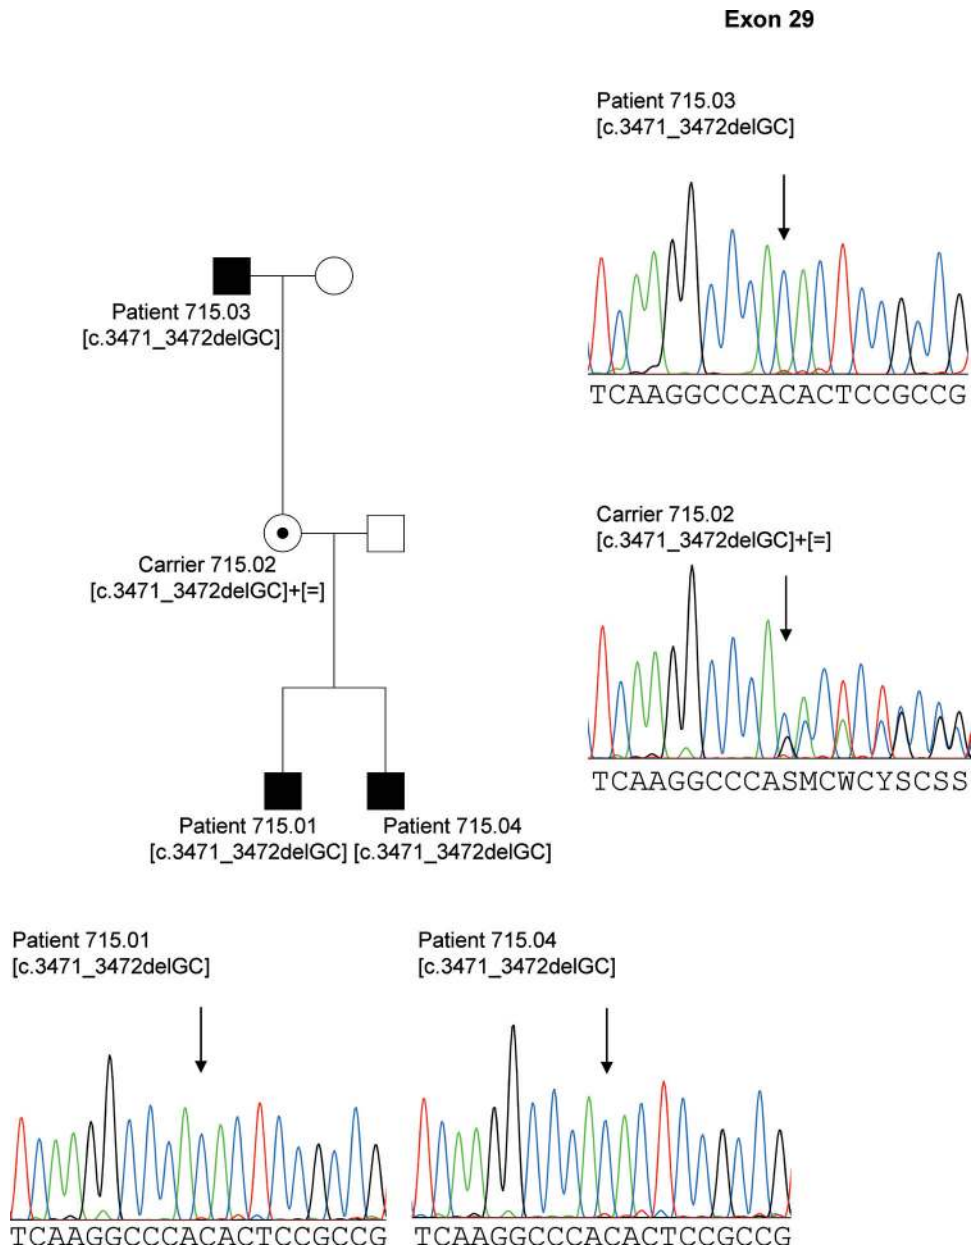 Exon 29
Patient 715.03
[c.3471_3472delGC]
TCAAGGCCCACACTCCGCCG
Patient 715.03
[c.3471_3472delGC]
Carrier 715.02
[c.3471_3472delGC]+[=]
TCAAGGCCCASMCWCYSCSS
Carrier 715.02
[c.3471_3472delGC]+[=]
Patient 715.01
[c.3471_3472delGC]
Patient 715.04
[c.3471_3472delGC]
Patient 715.01
[c.3471_3472delGC]
TCAAGGCCCACACTCCGCCG
Patient 715.04
[c.3471_3472delGC]
TCAAGGCCCACACTCCGCCG